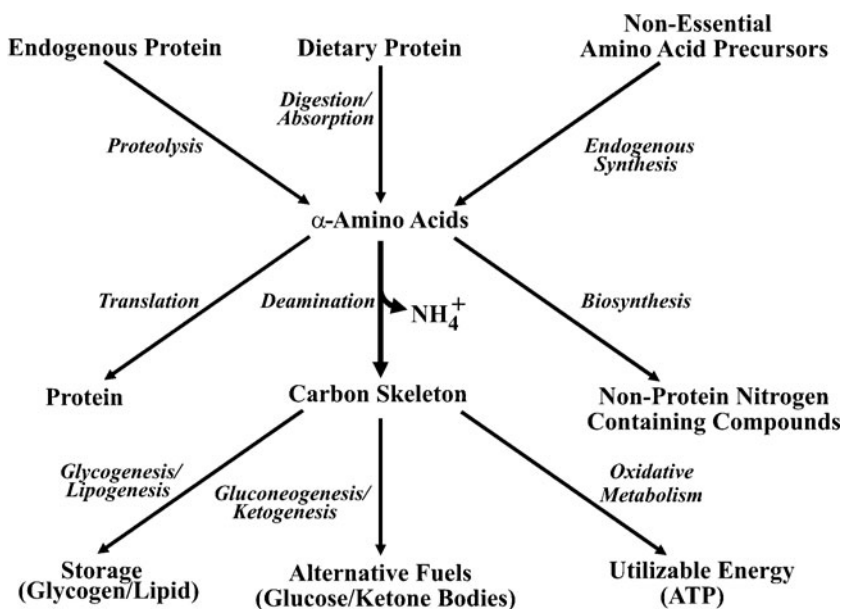 Endogenous Protein
Dietary Protein
Non-Essential
Amino Acid Precursors
Digestion/
Absorption
Proteolysis
Endogenous
Synthesis
α-Amino Acids
Translation
Deamination
NH₄⁺
Biosynthesis
Protein
Carbon Skeleton
Non-Protein Nitrogen
Containing Compounds
Glycogenesis/
Lipogenesis
Gluconeogenesis/
Ketogenesis
Oxidative
Metabolism
Storage
(Glycogen/Lipid)
Alternative Fuels
(Glucose/Ketone Bodies)
Utilizable Energy
(ATP)